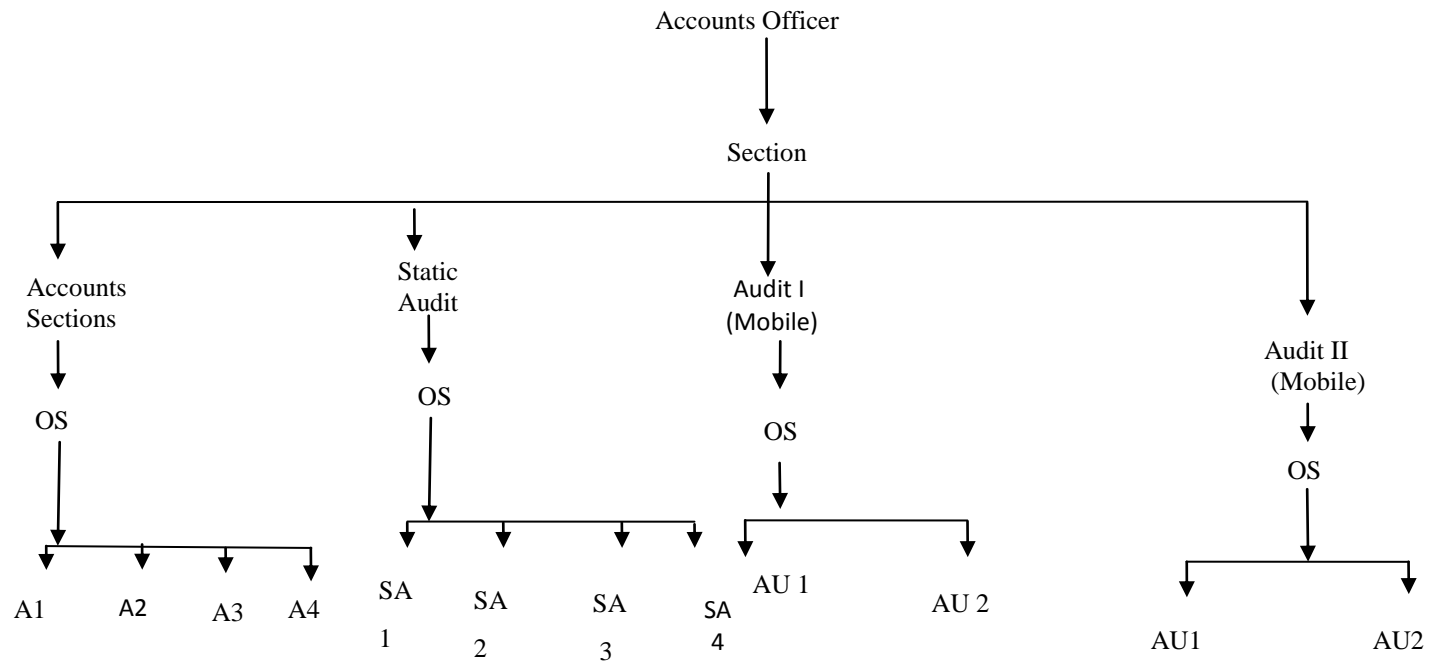 Accounts Officer
Section
Accounts
Sections
OS
A1
A2
A3
A4
Static
Audit
OS
SA
1
SA
2
SA
3
SA
4
Audit I
(Mobile)
OS
AU 1
AU 2
Audit II
(Mobile)
OS
AU1
AU2